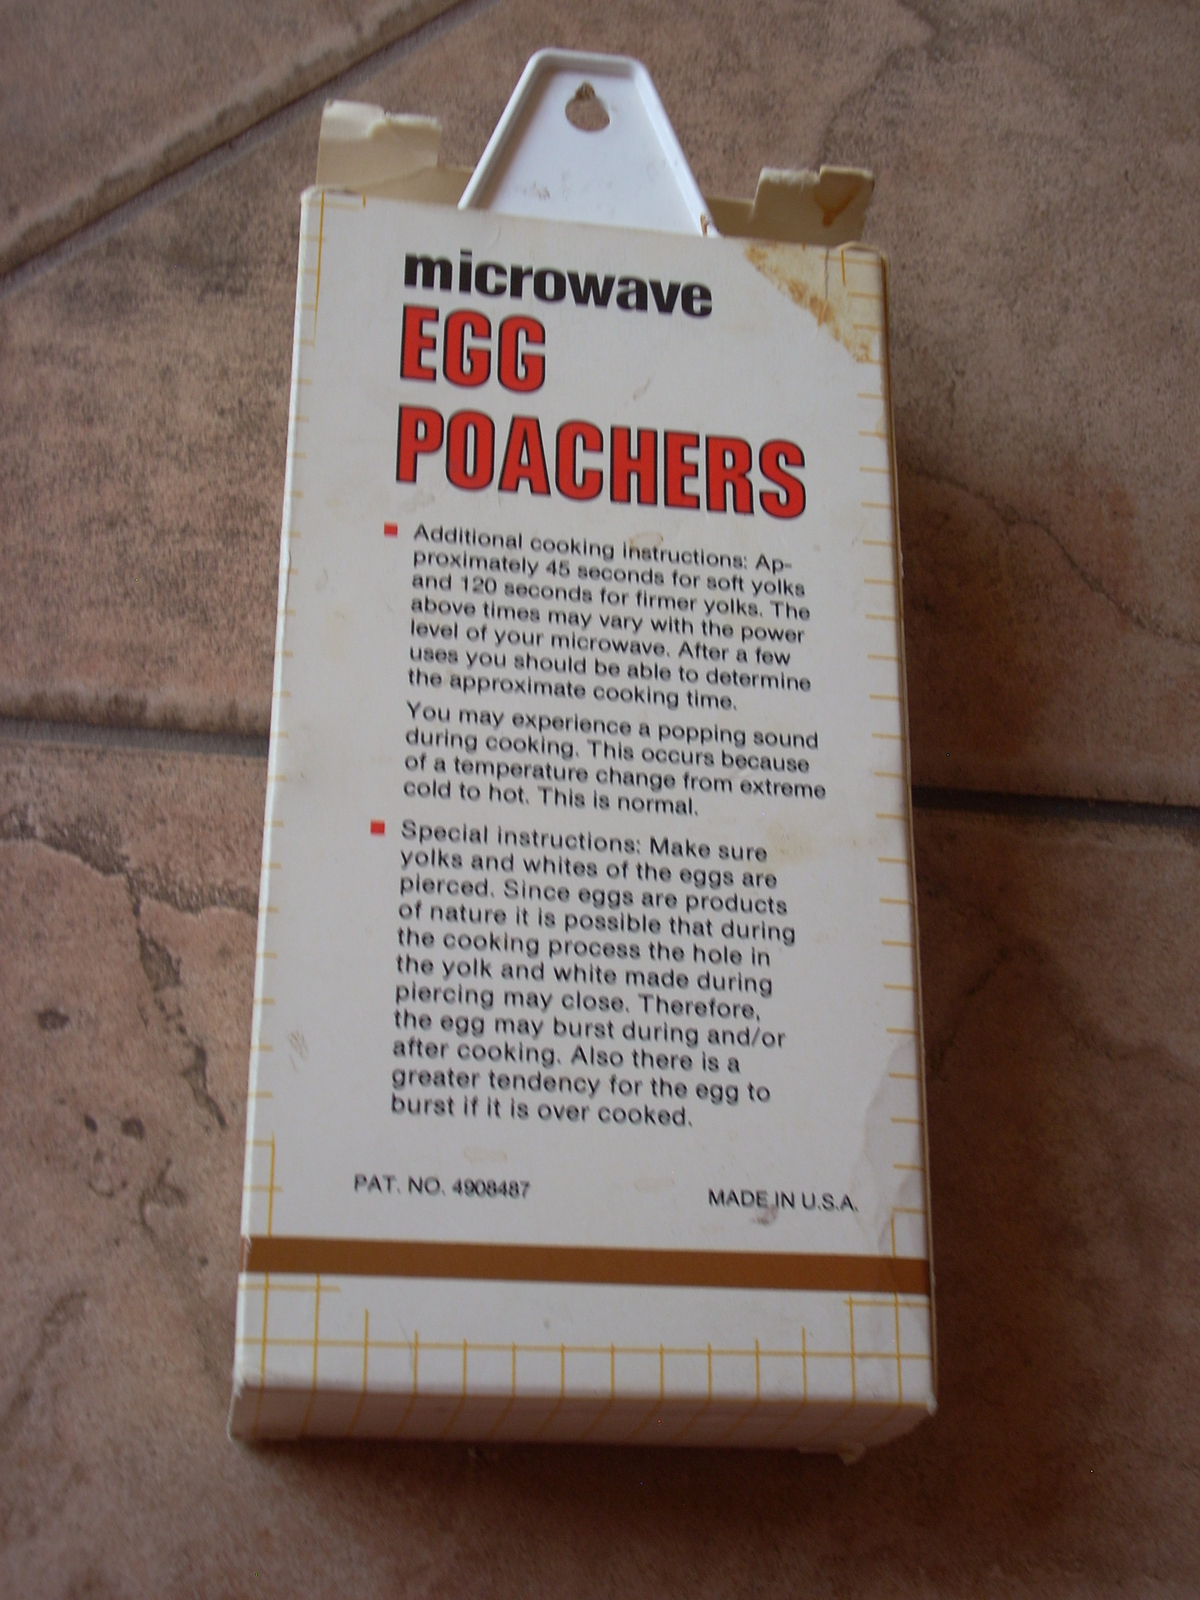 microwave
EGG
POACHERS
Additional cooking instructions: Ap-
proximately 45 seconds for soft yolks
and 120 seconds for firmer yolks. The
above times may vary with the power
level of your microwave. After a few
uses you should be able to determine
the approximate cooking time.
You may experience a popping sound
during cooking. This occurs because
of a temperature change from extreme
cold to hot. This is normal.
Special instructions: Make sure
yolks and whites of the eggs are
pierced. Since eggs are products
of nature it is possible that during
the cooking process the hole in
the yolk and white made during
piercing may close. Therefore,
the egg may burst during and/or
after cooking. Also there is a
greater tendency for the egg to
burst if it is over cooked.
PAT. NO. 4908487 MADE IN U.S.A.